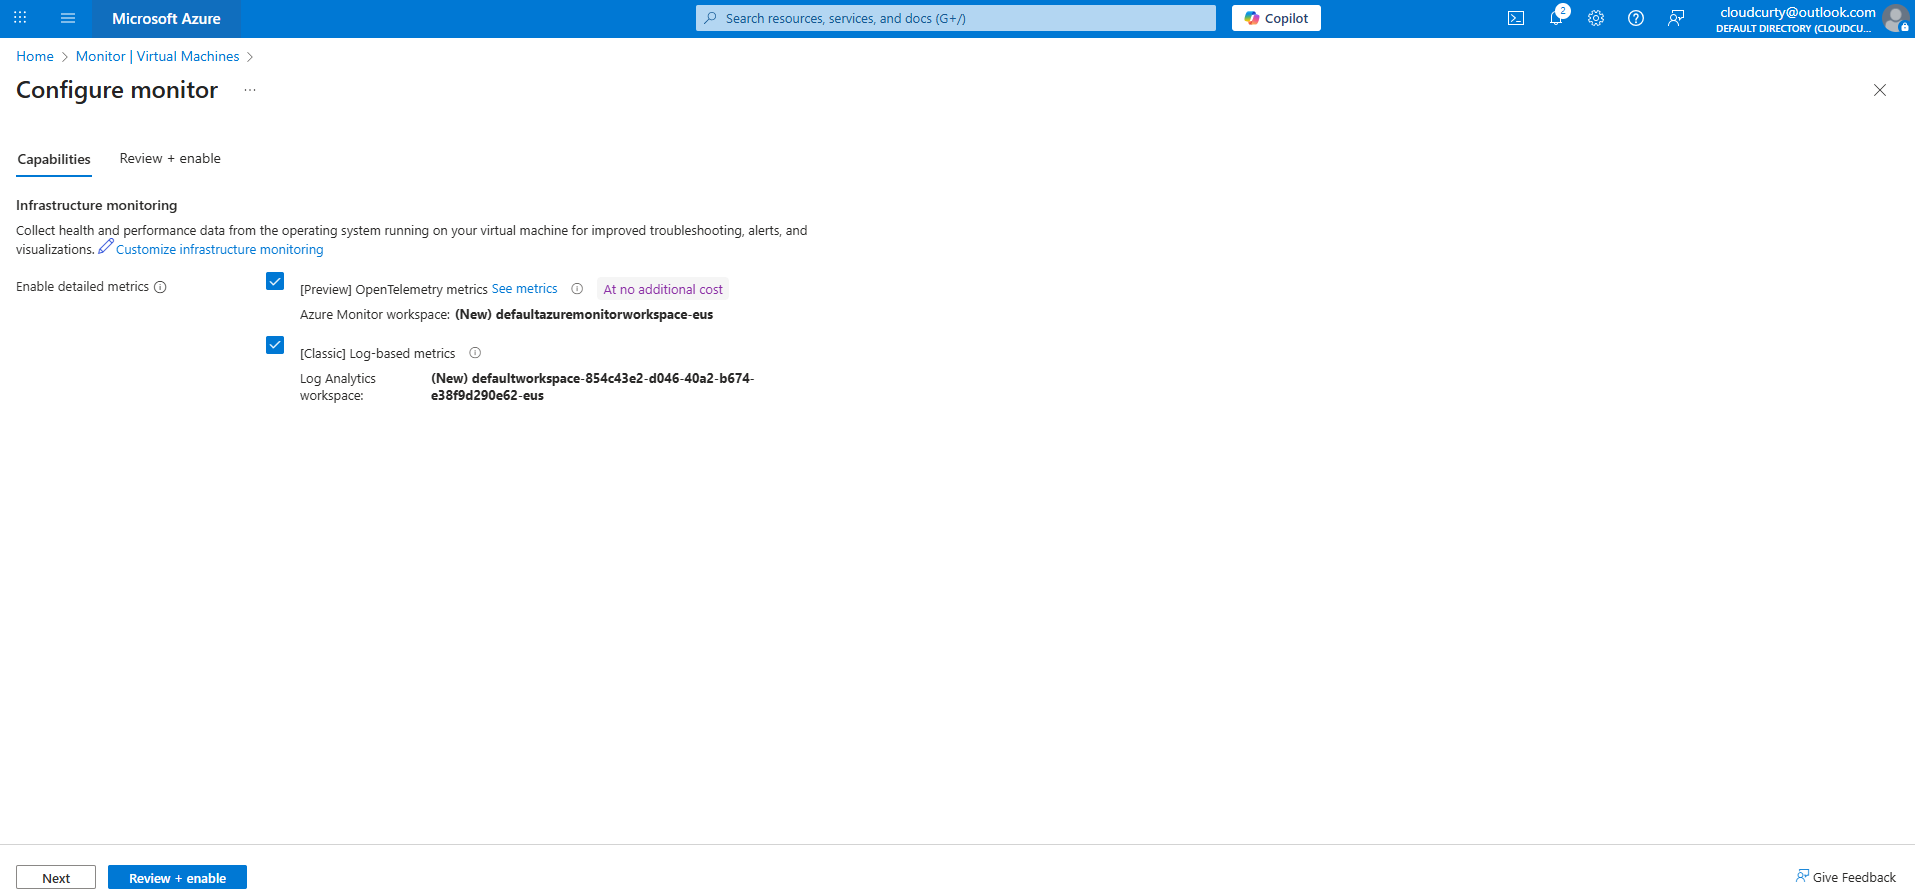 Microsoft Azure
Search resources, services, and docs (G+/)
Copilot
2
cloudcurty@outlook.com
DEFAULT DIRECTORY (CLOUDCU...
Home > Monitor | Virtual Machines >
Configure monitor ...
Capabilities
Review + enable
Infrastructure monitoring
Collect health and performance data from the operating system running on your virtual machine for improved troubleshooting, alerts, and
visualizations. Customize infrastructure monitoring
Enable detailed metrics
[Preview] OpenTelemetry metrics See metrics At no additional cost
Azure Monitor workspace: (New) defaultazuremonitorworkspace-eus
[Classic] Log-based metrics
Log Analytics workspace:
(New) defaultworkspace-854c43e2-d046-40a2-b674-
e38f9d290e62-eus
Next
Review + enable
Give Feedback